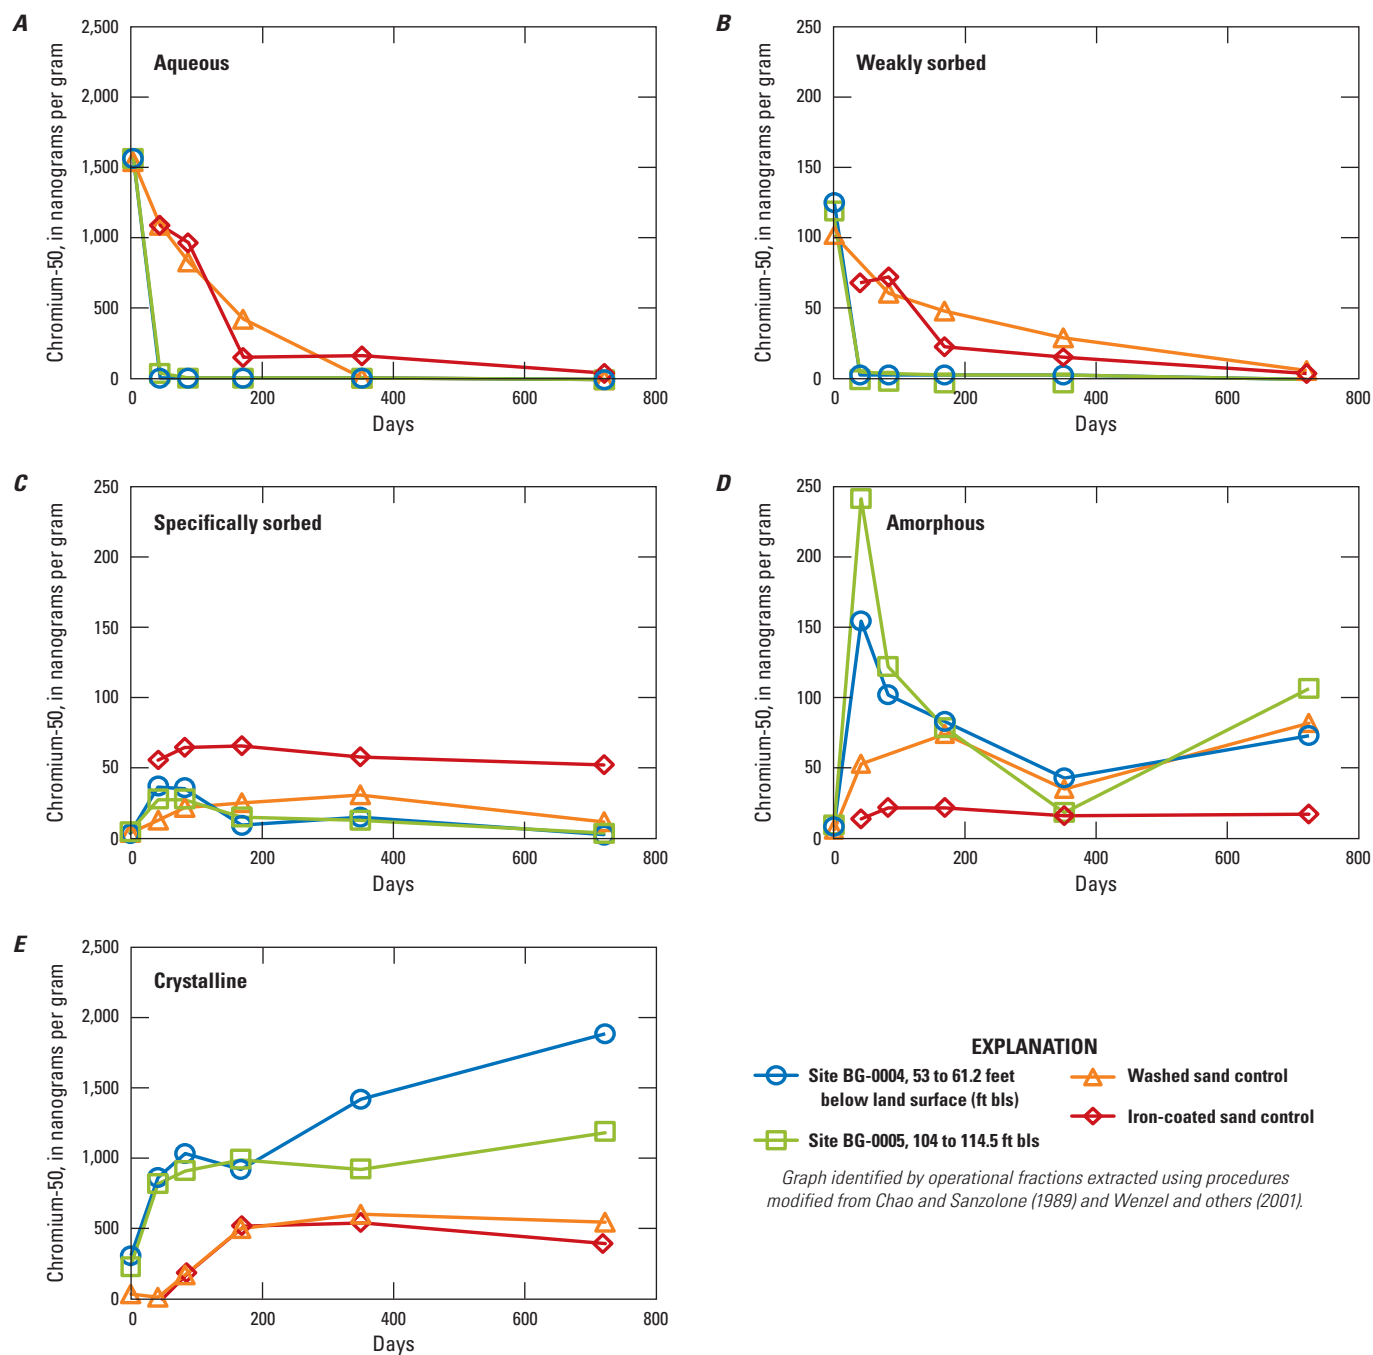 A
Aqueous
Chromium-50, in nanograms per gram
2,500
2,000
1,500
1,000
500
0
0 200 400 600 800
Days
B
Weakly sorbed
Chromium-50, in nanograms per gram
250
200
150
100
50
0
0 200 400 600 800
Days
C
Specifically sorbed
Chromium-50, in nanograms per gram
250
200
150
100
50
0
0 200 400 600 800
Days
D
Amorphous
Chromium-50, in nanograms per gram
250
200
150
100
50
0
0 200 400 600 800
Days
E
Crystalline
Chromium-50, in nanograms per gram
2,500
2,000
1,500
1,000
500
0
0 200 400 600 800
Days
EXPLANATION
Site BG-0004, 53 to 61.2 feet
below land surface (ft bls)
Site BG-0005, 104 to 114.5 ft bls
Washed sand control
Iron-coated sand control
Graph identified by operational fractions extracted using procedures
modified from Chao and Sanzolone (1989) and Wenzel and others (2001).